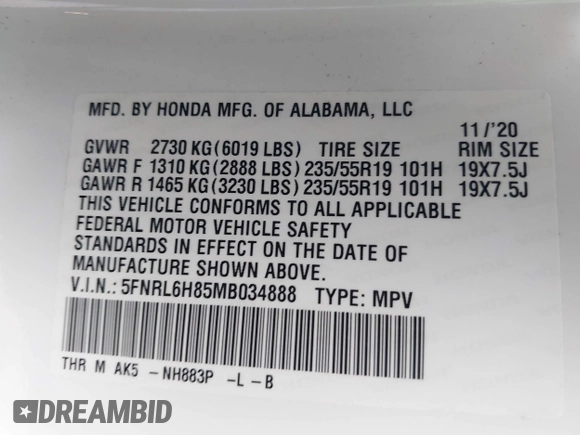 MFD. BY HONDA MFG. OF ALABAMA, LLC
11/'20
GVWR 2730 KG(6019 LBS) TIRE SIZE RIM SIZE
GAWR F 1310 KG(2888 LBS)235/55R19 101H 19X7.5J
GAWR R 1465 KG(3230 LBS)235/55R19 101H 19X7.5J
THIS VEHICLE CONFORMS TO ALL APPLICABLE
FEDERAL MOTOR VEHICLE SAFETY
STANDARDS IN EFFECT ON THE DATE OF
MANUFACTURE SHOWN ABOVE.
V.I.N.: 5FNRL6H85MB034888 TYPE: MPV
THR M AK5 -NH883P -L -B
DREAMBID